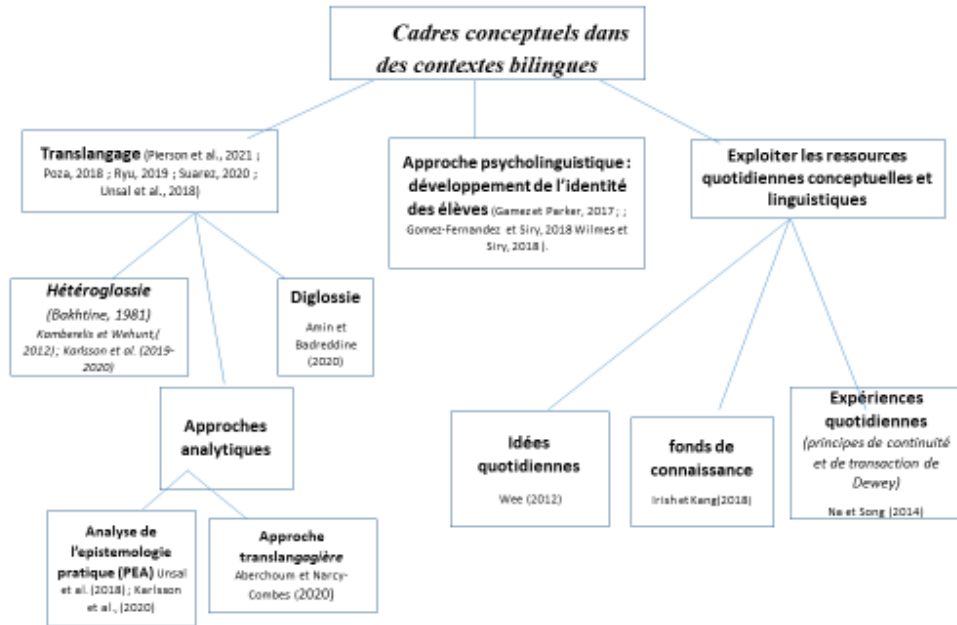 Cadres conceptuels dans
des contextes bilingues
Translangage (Pierson et al., 2021 ;
Poza, 2018 ; Ryu, 2019 ; Suarez, 2020 ;
Unsal et al., 2018)
Approche psycholinguistique :
développement de l'identité
des élèves (Gamez et Parker, 2017 ; ;
Gomez-Fernandez et Siry, 2018 Wilmes et
Siry, 2018 ).
Exploiter les ressources
quotidiennes conceptuelles et
linguistiques
Hétéroglossie
(Bakhtine, 1981)
Kamberelis et Wehunt,(
2012) ; Karlsson et al. (2019-
2020)
Diglossie
Amin et
Badreddine
(2020)
Approches
analytiques
Analyse de
l'epistemologie
pratique (PEA) Unsal
et al. (2018) ; Karlsson
et al., (2020)
Approche
translangagière
Aberchoum et Narcy-
Combes (2020)
Idées
quotidiennes
Wee (2012)
fonds de
connaissance
Irish et Kang(2018)
Expériences
quotidiennes
(principes de continuité
et de transaction de
Dewey)
Na et Song (2014)